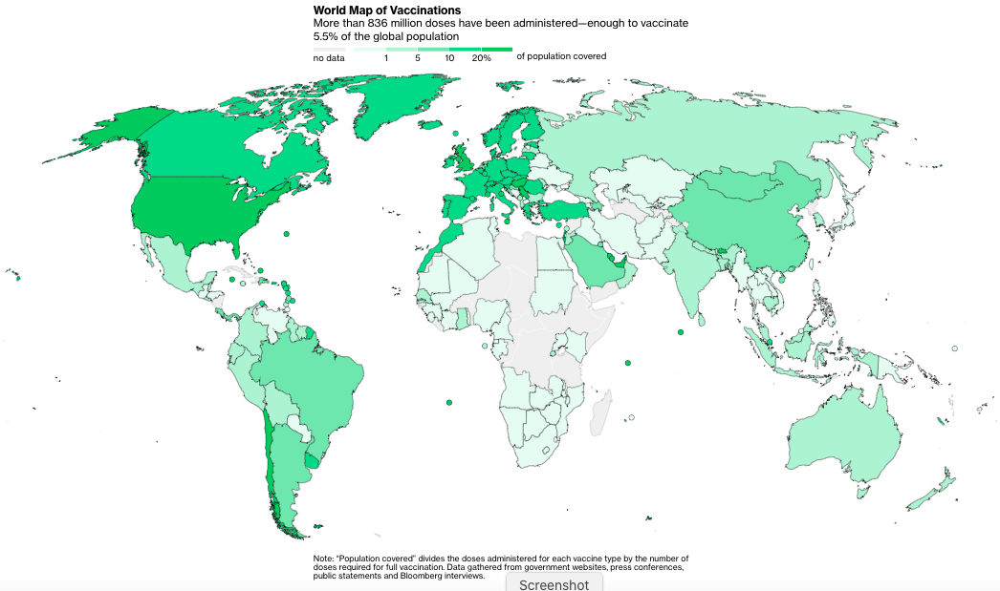 World Map of Vaccinations
More than 836 million doses have been administered—enough to vaccinate
5.5% of the global population
no data 1 5 10 20% of population covered
Note: “Population covered” divides the doses administered for each vaccine type by the number of
doses required for full vaccination. Data gathered from government websites, press conferences,
public statements and Bloomberg interviews.
Screenshot